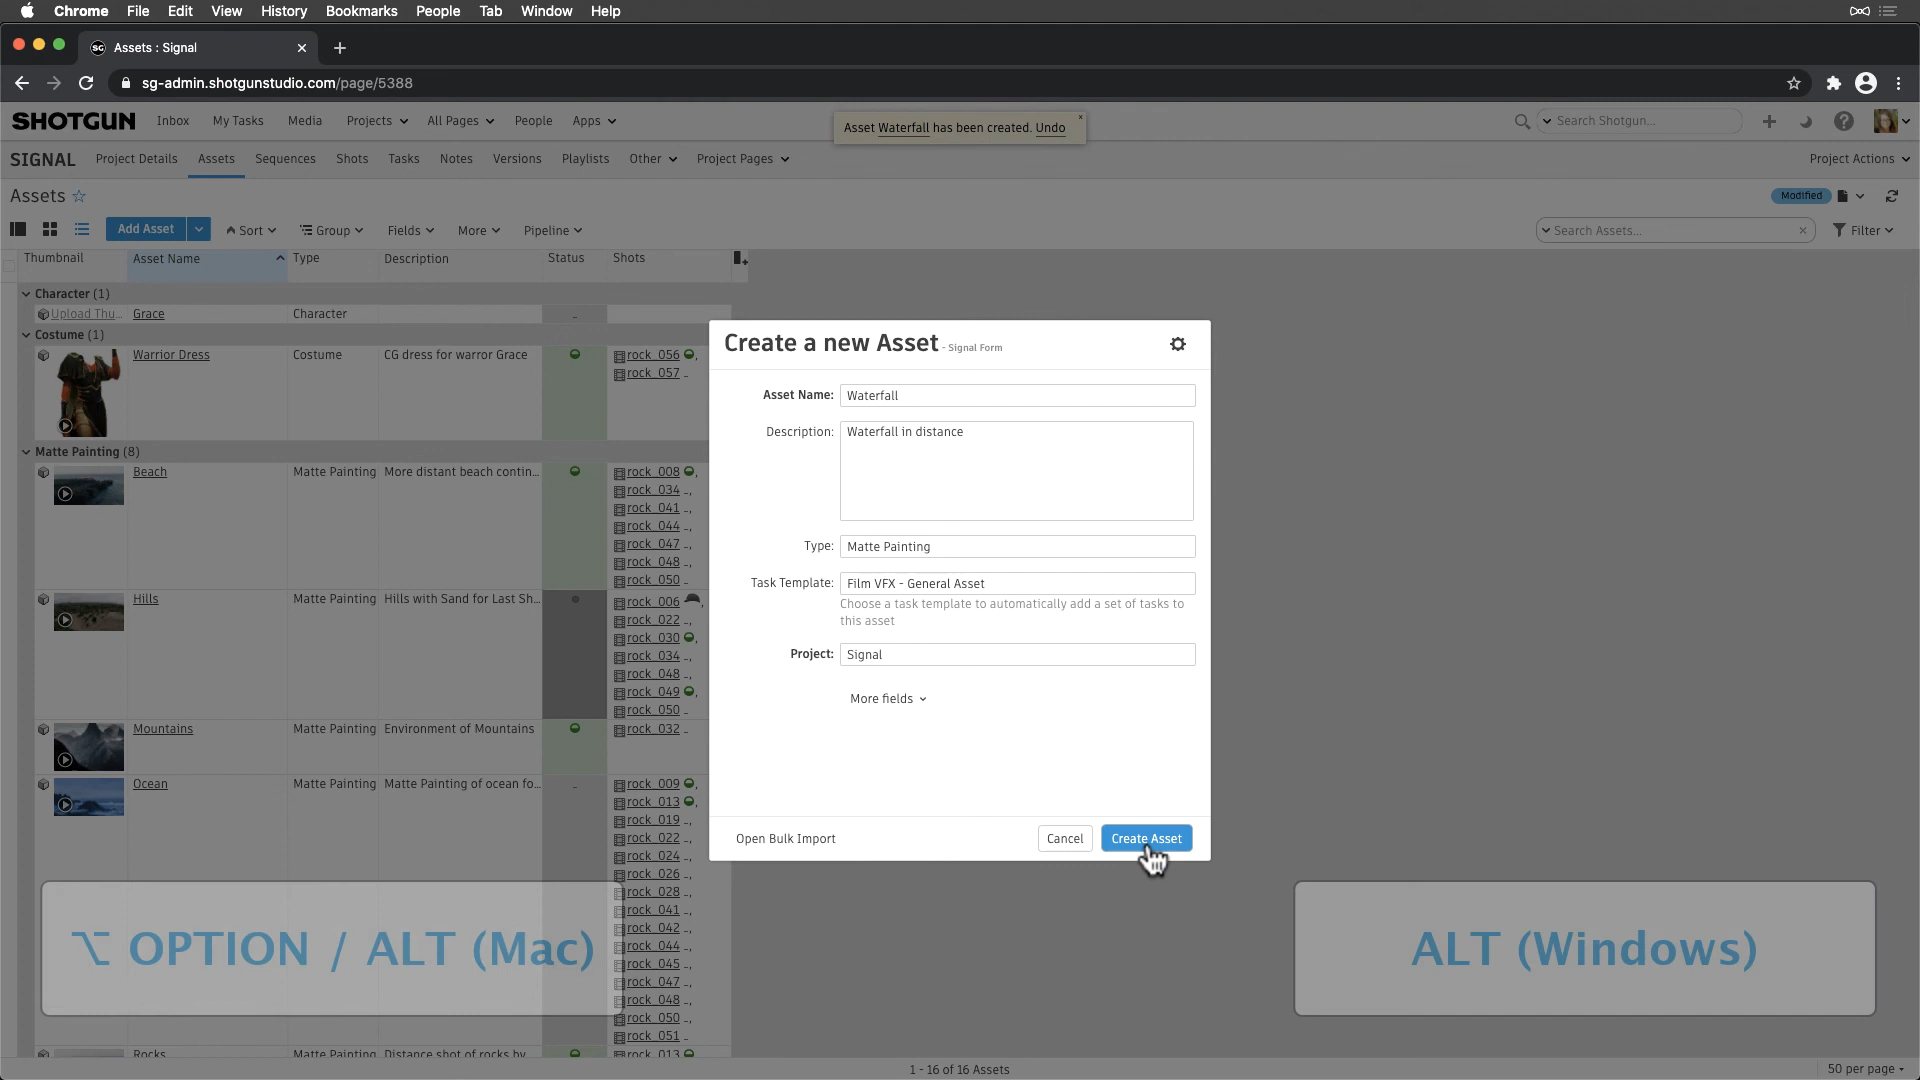 Chrome File Edit View History Bookmarks People Tab Window Help
SG Assets : Signal
sg-admin.shotgunstudio.com/page/5388
SHOTGUN Inbox My Tasks Media Projects All Pages People Apps Search Shotgun...
Asset Waterfall has been created. Undo x
SIGNAL Project Details Assets Sequences Shots Tasks Notes Versions Playlists Other Project Pages Project Actions
Assets Modified
Add Asset Sort Group Fields More Pipeline Search Assets... Filter
Thumbnail Asset Name Type Description Status Shots
Character (1)
Upload Thu... Grace Character
Costume (1)
Warrior Dress Costume CG dress for warror Grace rock_056 ,
rock_057
Matte Painting (8)
Beach Matte Painting More distant beach contin... rock_008 ,
rock_034 ,
rock_041 ,
rock_044 ,
rock_047 ,
rock_048 ,
rock_050
Hills Matte Painting Hills with Sand for Last Sh... rock_006 ,
rock_022 ,
rock_030 ,
rock_034 ,
rock_048 ,
rock_049 ,
rock_050
Mountains Matte Painting Environment of Mountains rock_032
Ocean Matte Painting Matte Painting of ocean fo... rock_009 ,
rock_013 ,
rock_019 ,
rock_022 ,
rock_024 ,
rock_026 ,
rock_028 ,
rock_041 ,
rock_042 ,
rock_044 ,
rock_045 ,
rock_047 ,
rock_048 ,
rock_050 ,
rock_051
Rocks Matte Painting Distance shot of rocks by rock_013
Create a new Asset - Signal Form
Asset Name: Waterfall
Description: Waterfall in distance
Type: Matte Painting
Task Template: Film VFX - General Asset
Choose a task template to automatically add a set of tasks to
this asset
Project: Signal
More fields
Open Bulk Import Cancel Create Asset
⌥ OPTION / ALT (Mac)
ALT (Windows)
1 - 16 of 16 Assets
50 per page